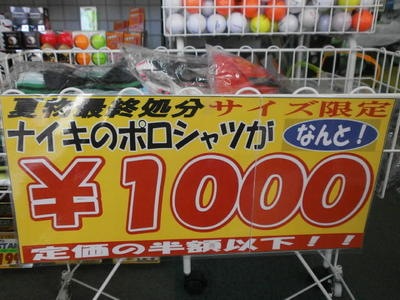 夏物最終処分 サイズ限定
ナイキのポロシャツが なんと!
¥1000
定価の半額以下!!